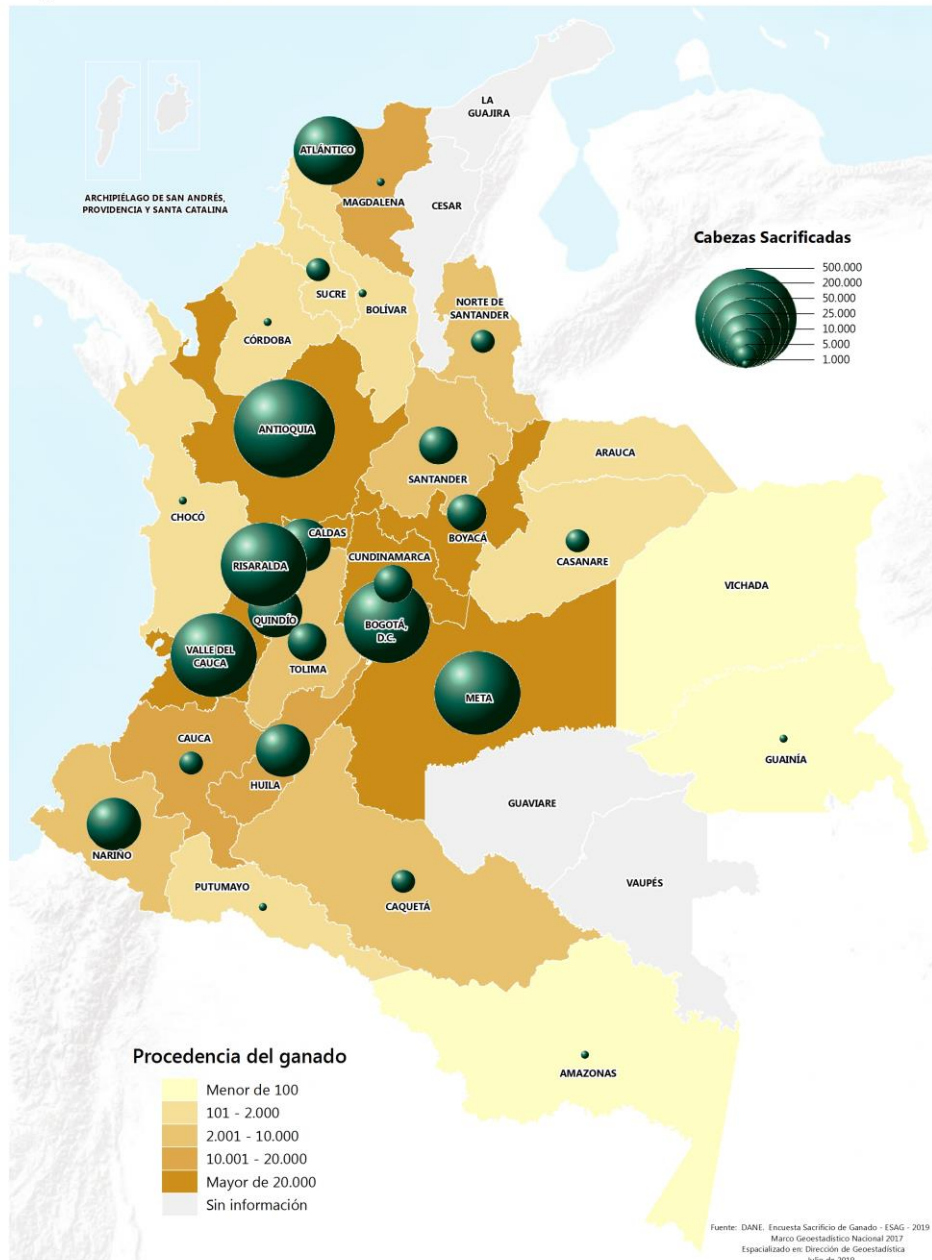 LA
GUAJIRA
ATLÁNTICO
ARCHIPIÉLAGO DE SAN ANDRÉS,
PROVIDENCIA Y SANTA CATALINA
MAGDALENA
CESAR
Cabezas Sacrificadas
500.000
200.000
50.000
25.000
10.000
5.000
1.000
SUCRE
BOLÍVAR
NORTE DE
SANTANDER
CÓRDOBA
ANTIOQUIA
SANTANDER
ARAUCA
CHOCÓ
CALDAS
BOYACÁ
CASANARE
CUNDINAMARCA
RISARALDA
VICHADA
QUINDÍO
BOGOTÁ,
D.C.
VALLE DEL
CAUCA
TOLIMA
META
CAUCA
GUAINÍA
HUILA
GUAVIARE
NARIÑO
VAUPÉS
PUTUMAYO
CAQUETÁ
AMAZONAS
Procedencia del ganado
Menor de 100
101 - 2.000
2.001 - 10.000
10.001 - 20.000
Mayor de 20.000
Sin información
Fuente: DANE. Encuesta Sacrificio de Ganado - ESAG - 2019
Marco Geoestadístico Nacional 2017
Espacializado en: Dirección de Geoestadística
Julio de 2019